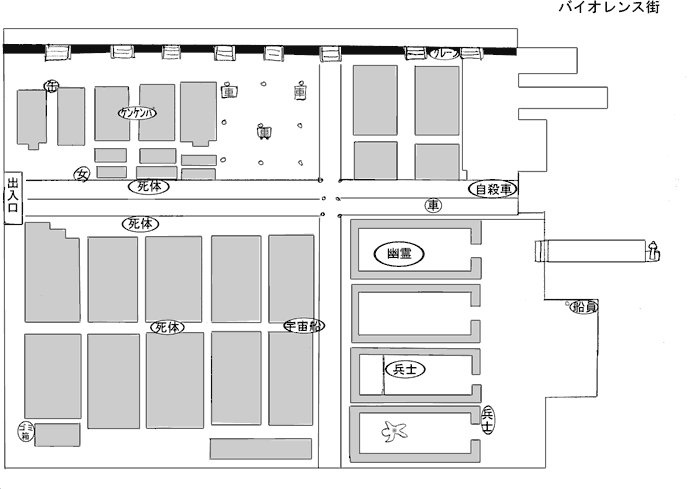 バイオレンス街
クレーン
缶
車
車
ケンケンパ
車
女
死体
自殺車
出入口
車
死体
幽霊
船員
死体
宇宙船
兵士
兵士
ゴミ箱